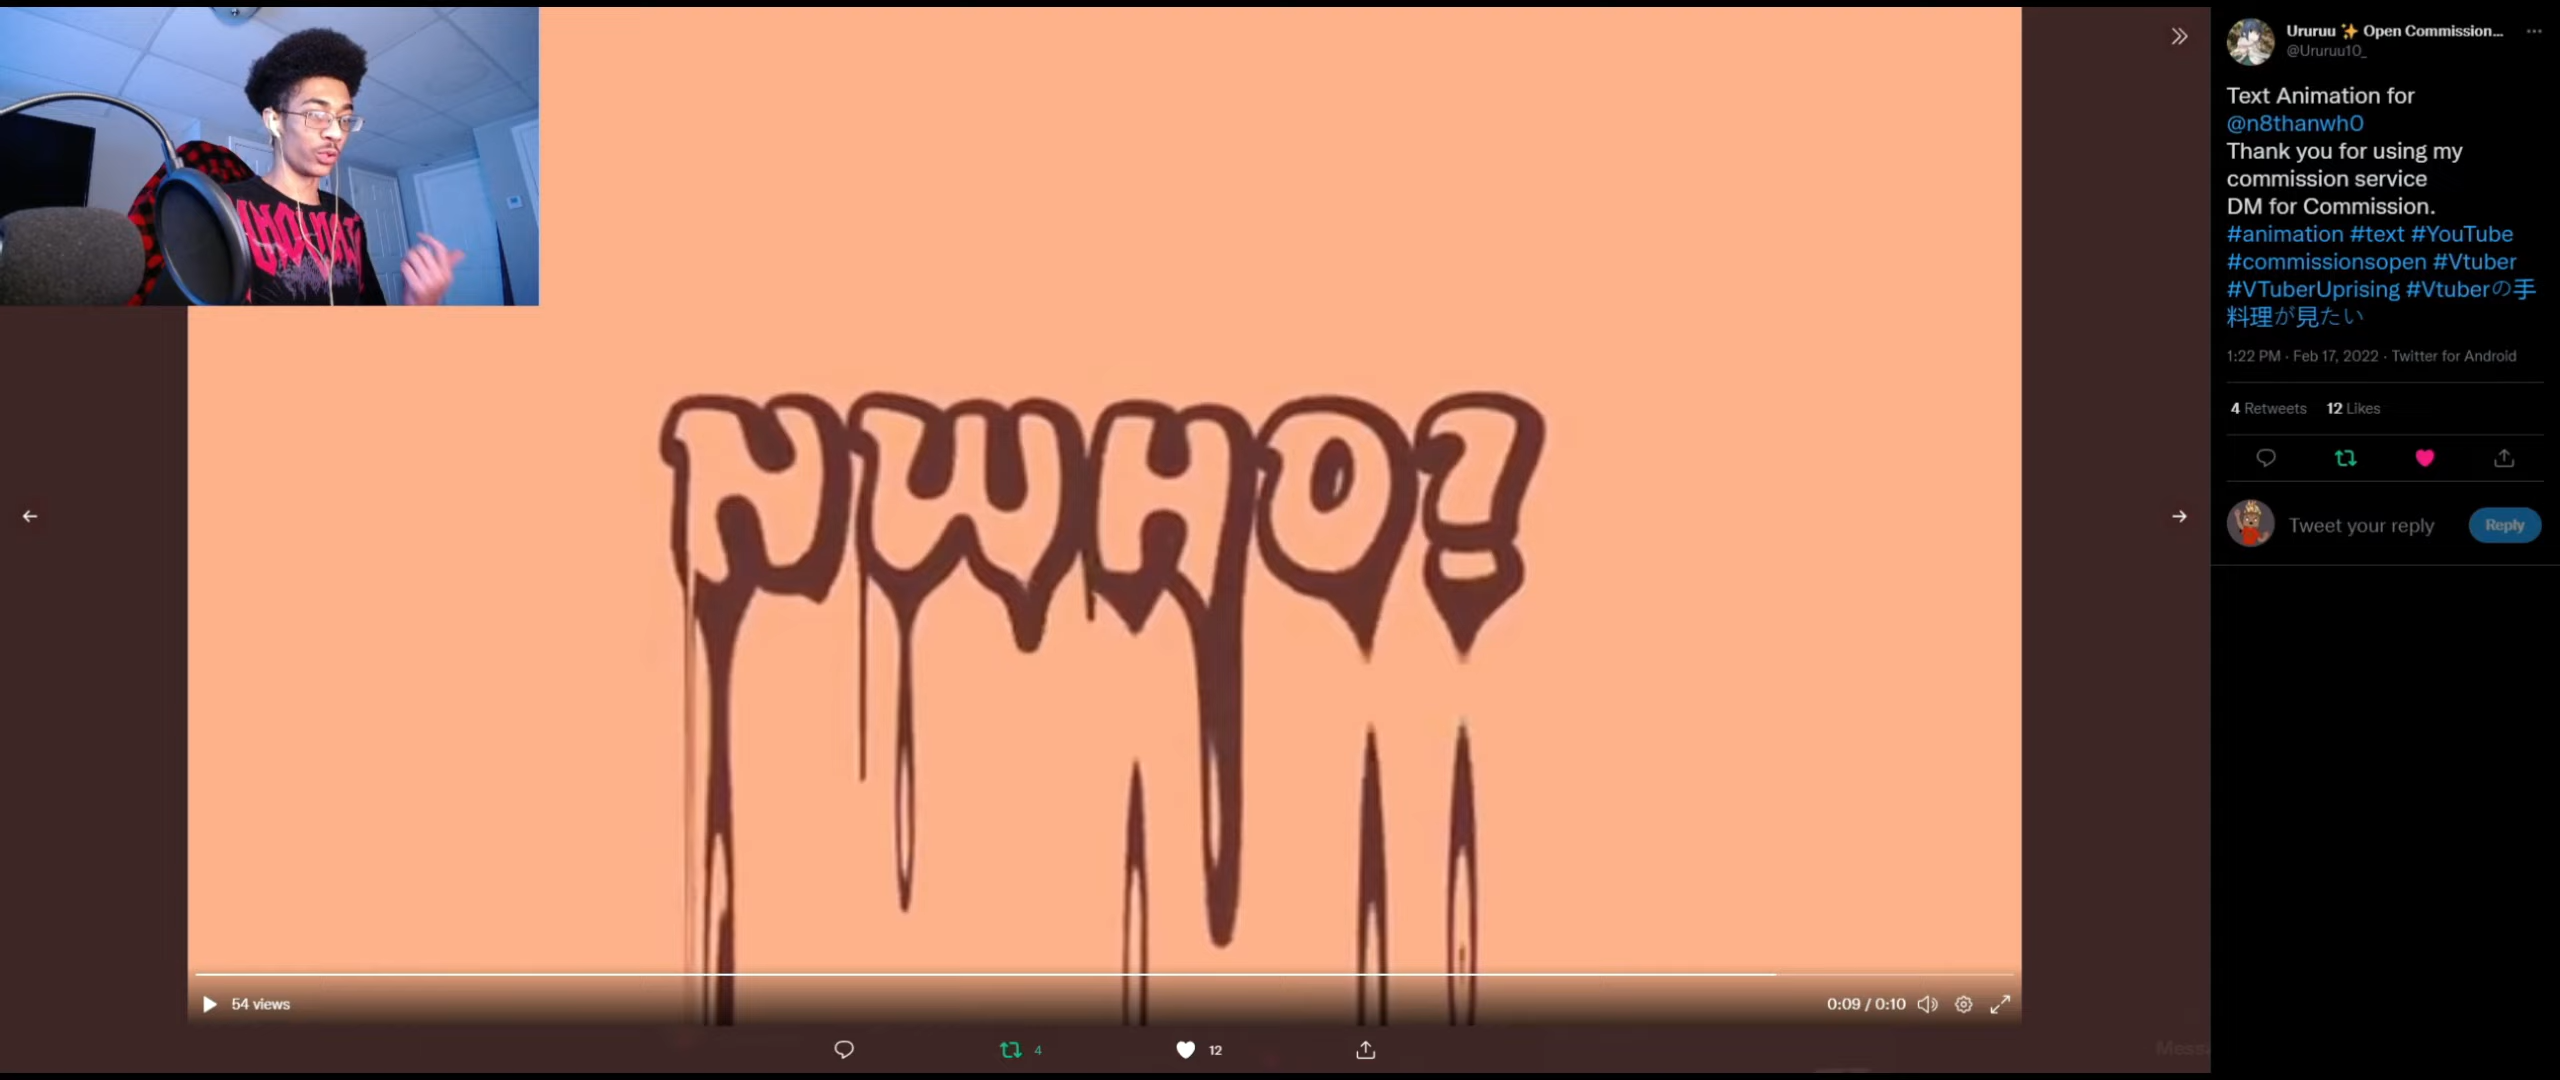 NWHO?
54 views
0:09 / 0:10
4
12
Ururuu ✨ Open Commission...
@Ururuu10_
Text Animation for
@n8thanwh0
Thank you for using my
commission service
DM for Commission.
#animation #text #YouTube
#commissionsopen #Vtuber
#VTuberUprising #Vtuberの手
料理が見たい
1:22 PM · Feb 17, 2022 · Twitter for Android
4 Retweets 12 Likes
Tweet your reply
Reply